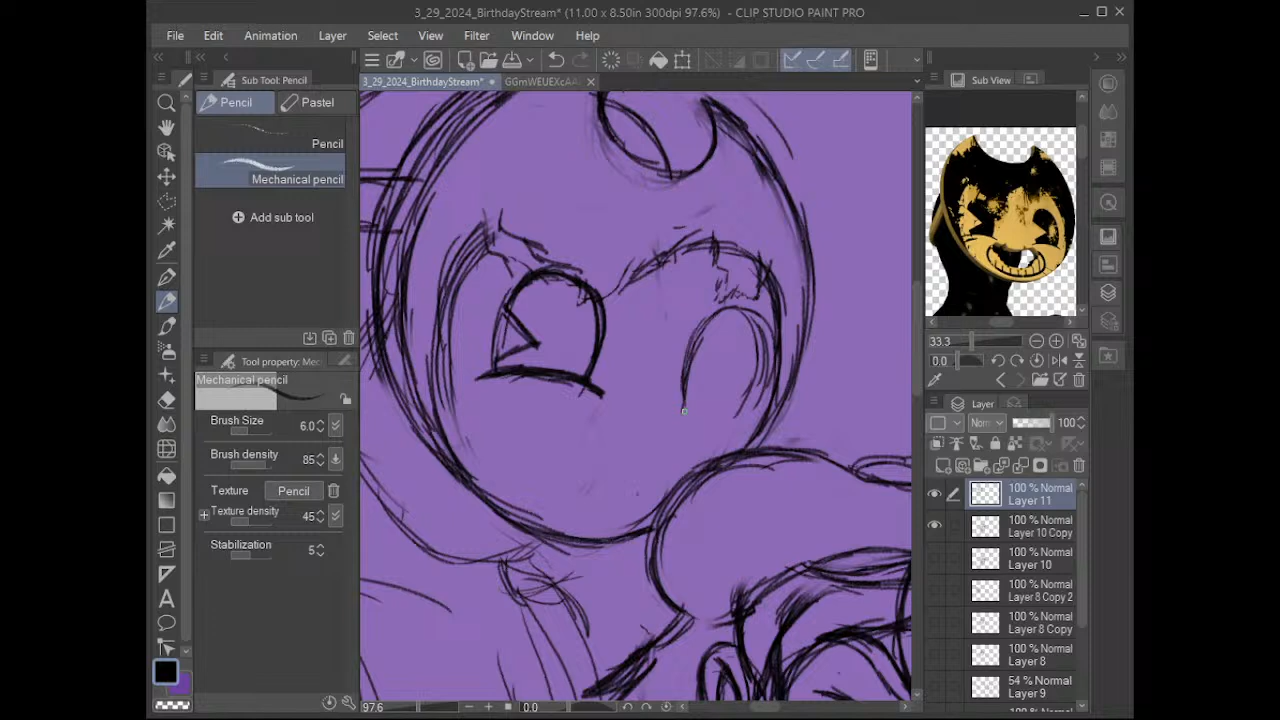 3_29_2024_BirthdayStream* (11.00 x 8.50in 300dpi 97.6%) - CLIP STUDIO PAINT PRO
File Edit Animation Layer Select View Filter Window Help
Sub Tool: Pencil
3_29_2024_BirthdayStream*
Sub View
Pencil
Pastel
Pencil
Mechanical pencil
Add sub tool
Tool property: Mec
Mechanical pencil
Brush Size 6.0
Brush density 85
Texture Pencil
Texture density 45
Stabilization 5
33.3
0.0
Layer
Norm 100
100 % Normal
Layer 11
100 % Normal
Layer 10 Copy
100 % Normal
Layer 10
100 % Normal
Layer 8 Copy 2
100 % Normal
Layer 8 Copy
100 % Normal
Layer 8
54 % Normal
Layer 9
97.6
0.0